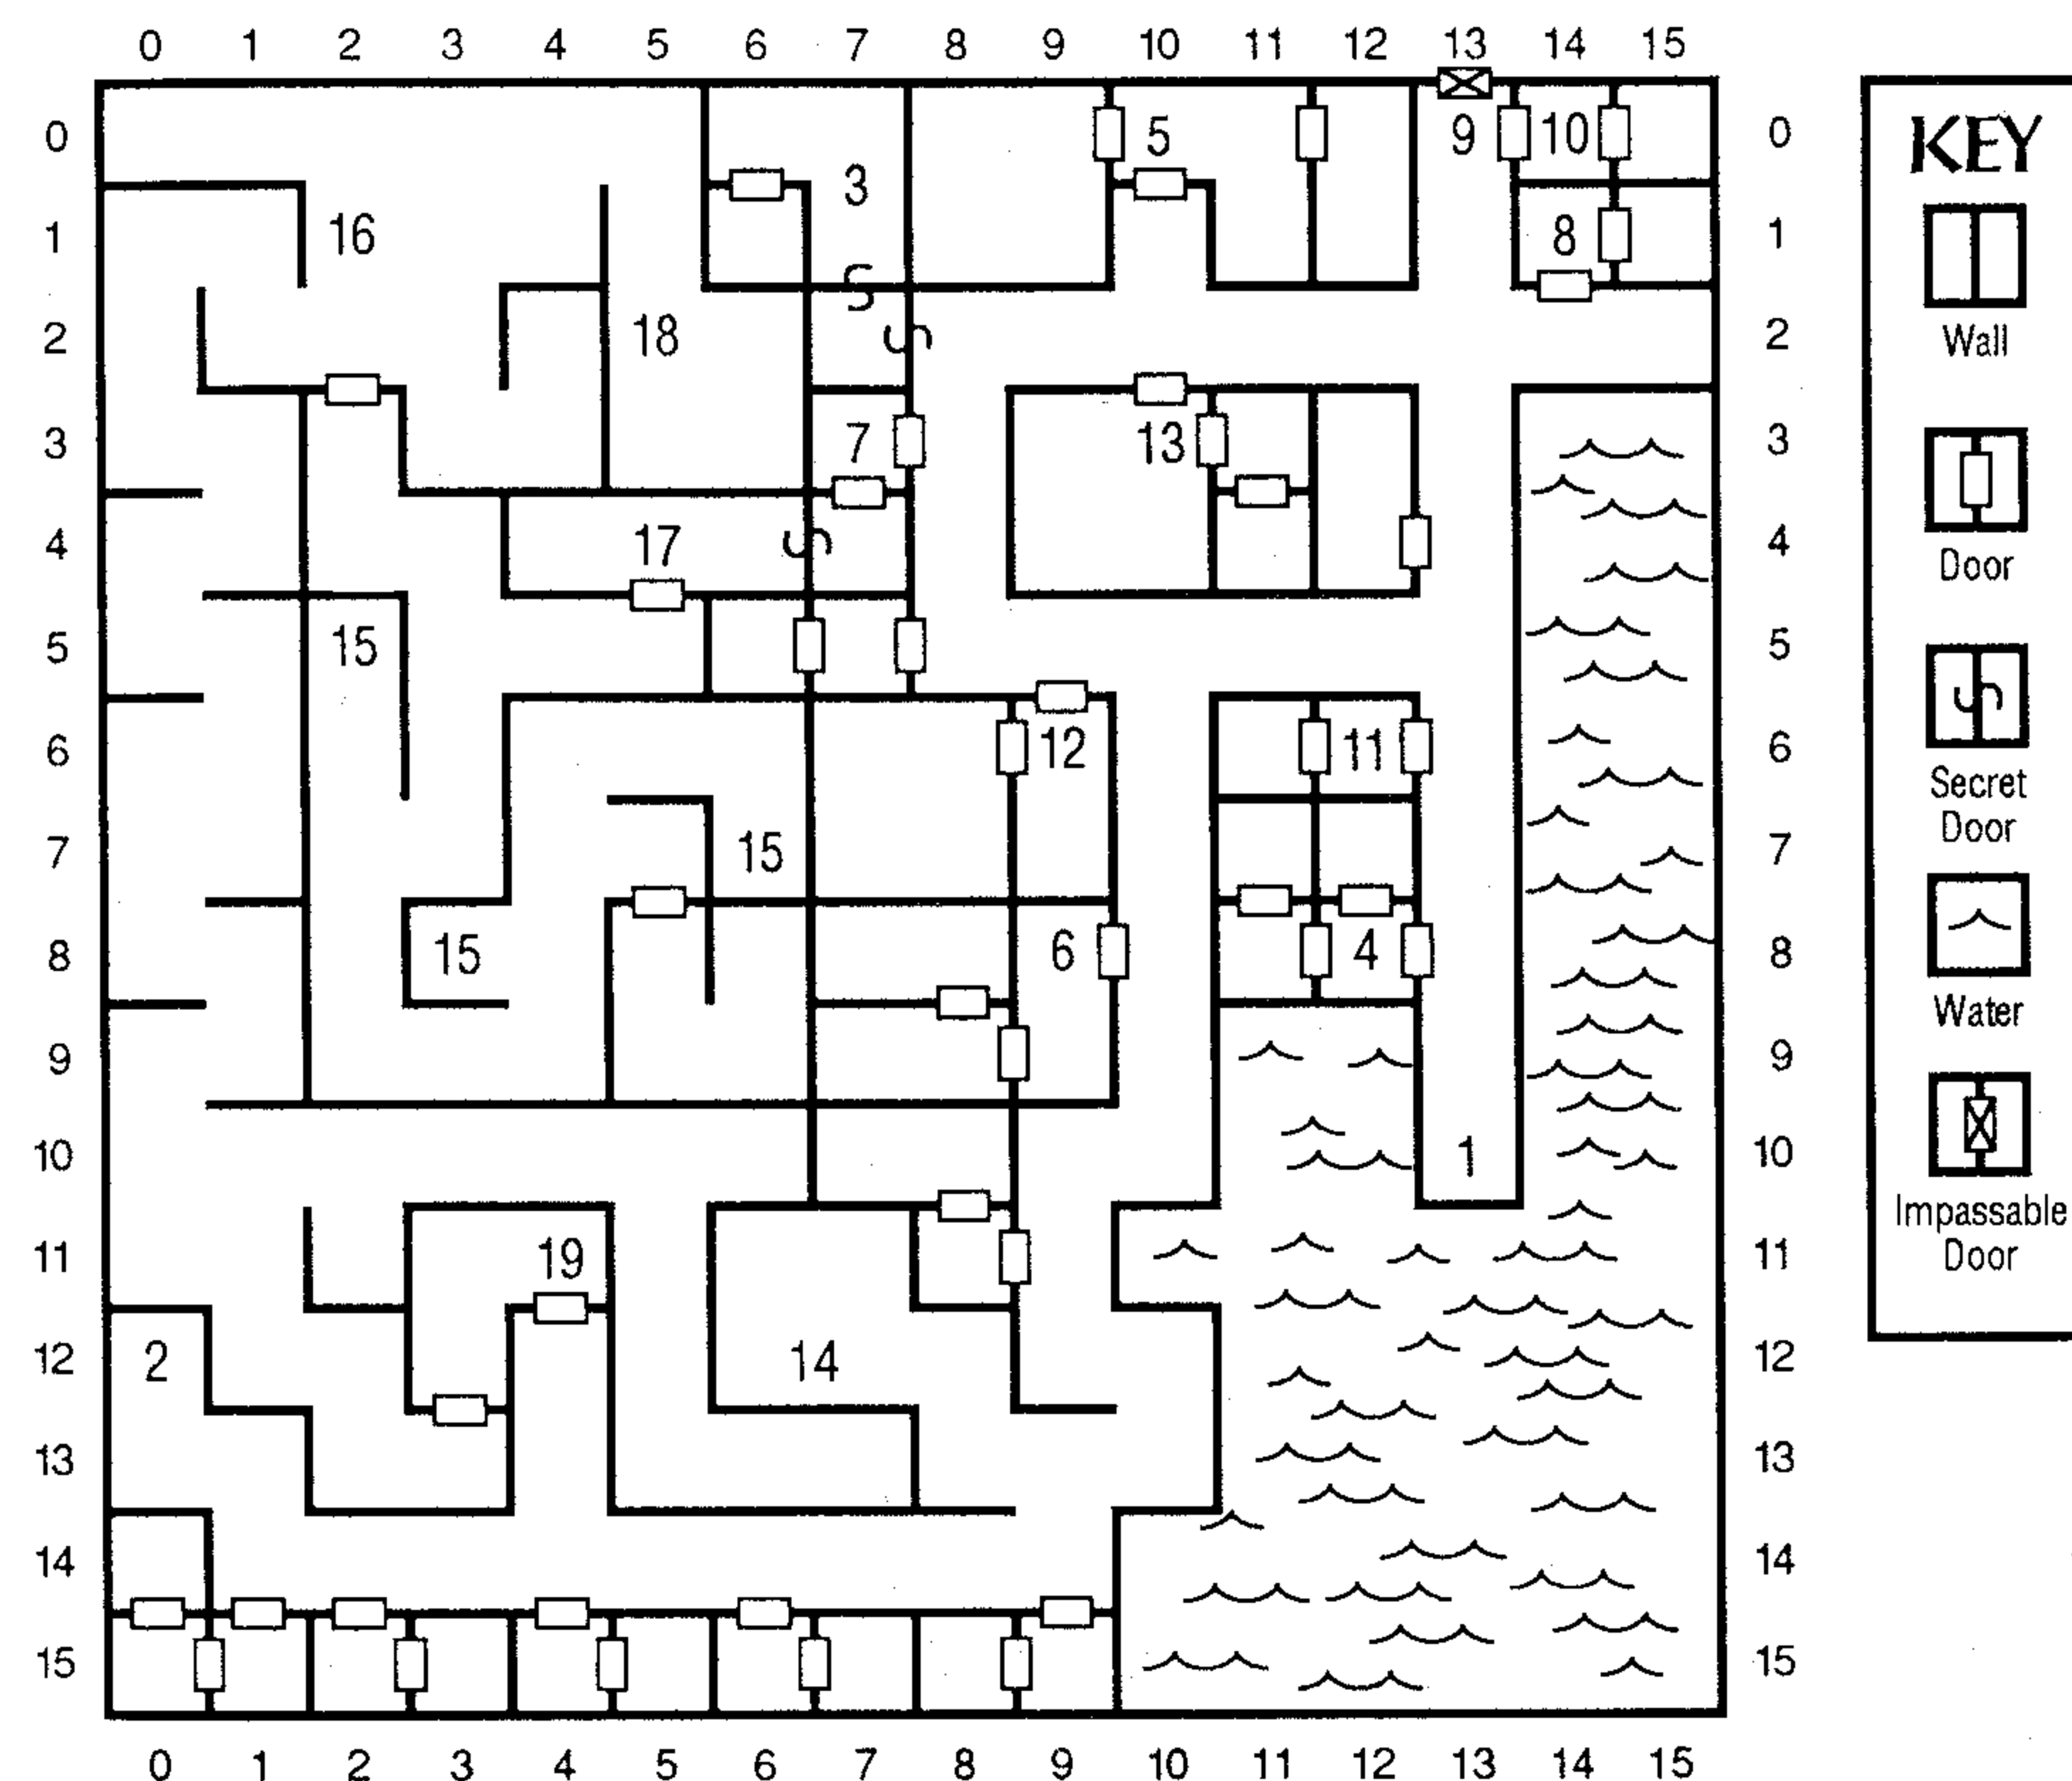 0 1 2 3 4 5 6 7 8 9 10 11 12 13 14 15
0 5 9 10 0
3
1 16 8 1
2 18 2
3 7 13 3
4 17 4
5 15 5
6 12 11 6
7 15 7
8 15 6 4 8
9 9
10 1 10
11 19 11
12 2 14 12
13 13
14 14
15 15
0 1 2 3 4 5 6 7 8 9 10 11 12 13 14 15
KEY
Wall
Door
S
Secret
Door
Water
Impassable
Door
S
S
S